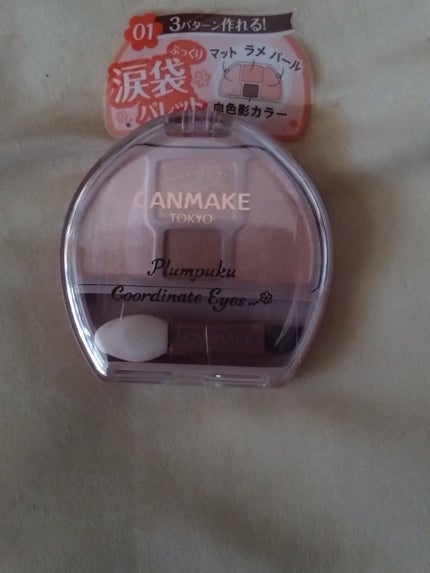 01
3パターン作れる!
ぷっくり
涙袋
パレット
マット ラメ パール
血色影カラー
CANMAKE
TOKYO
Plumpuku
Coordinate Eyes
CANMAKE